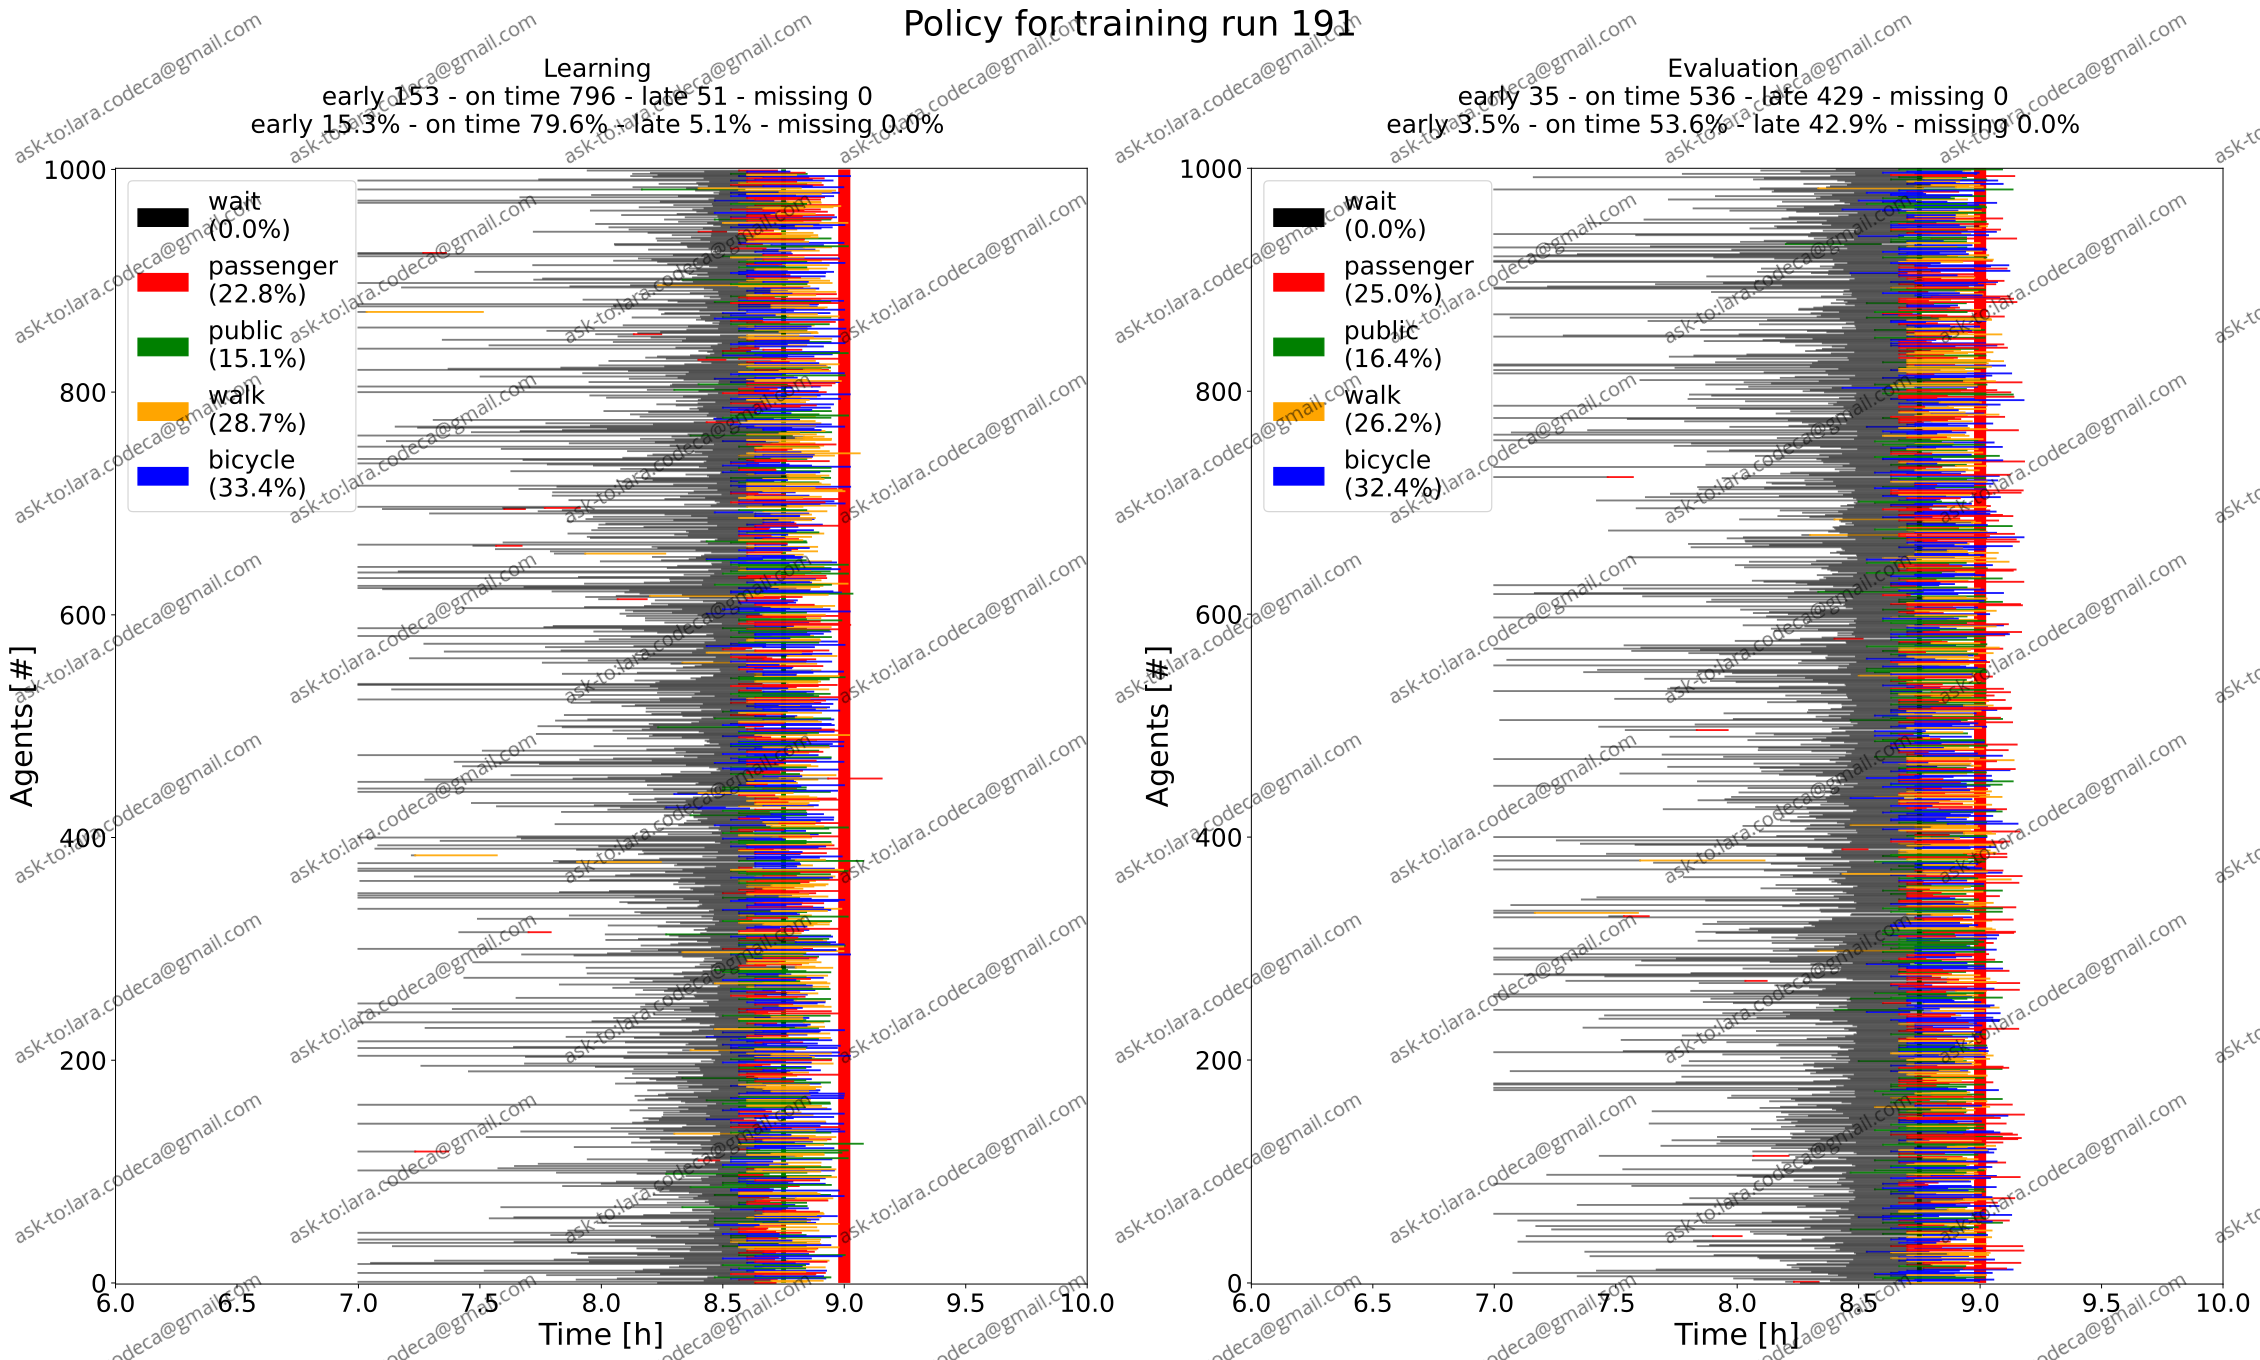 Policy for training run 191
Learning
early 153 - on time 796 - late 51 - missing 0
early 15.3% - on time 79.6% - late 5.1% - missing 0.0%
1000
800
600
400
200
0
wait
(0.0%)
passenger
(22.8%)
public
(15.1%)
walk
(28.7%)
bicycle
(33.4%)
Agents [#]
6.0 6.5 7.0 7.5 8.0 8.5 9.0 9.5 10.0
Time [h]
Evaluation
early 35 - on time 536 - late 429 - missing 0
early 3.5% - on time 53.6% - late 42.9% - missing 0.0%
1000
800
600
400
200
0
wait
(0.0%)
passenger
(25.0%)
public
(16.4%)
walk
(26.2%)
bicycle
(32.4%)
Agents [#]
6.0 6.5 7.0 7.5 8.0 8.5 9.0 9.5 10.0
Time [h]
ask-to:lara.codeca@gmail.com